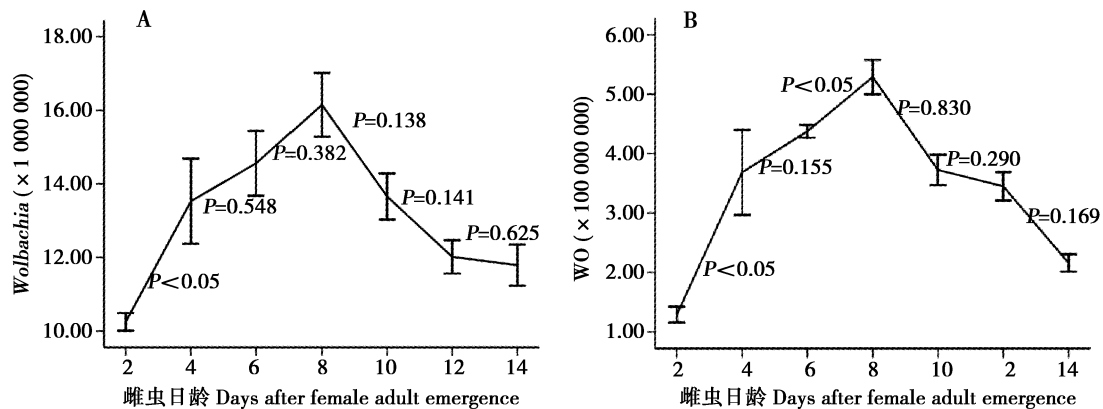 A
Wolbachia (×1 000 000)
18.00
16.00
14.00
12.00
10.00
P<0.05
P=0.548
P=0.382
P=0.138
P=0.141
P=0.625
2 4 6 8 10 12 14
雌虫日龄 Days after female adult emergence
B
WO (×100 000 000)
6.00
5.00
4.00
3.00
2.00
1.00
P<0.05
P=0.155
P<0.05
P=0.830
P=0.290
P=0.169
2 4 6 8 10 2 14
雌虫日龄 Days after female adult emergence